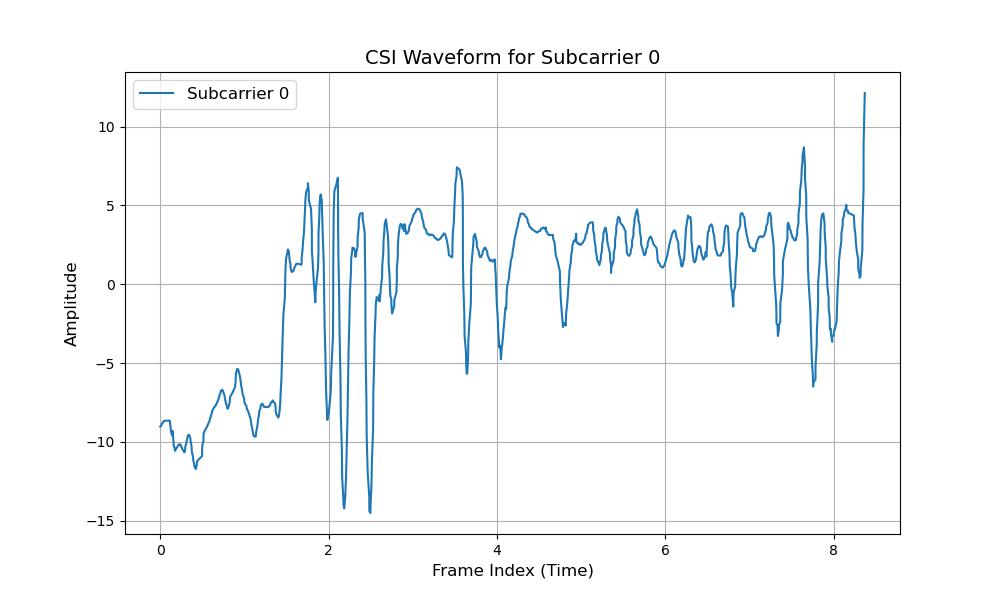 CSI Waveform for Subcarrier 0
Subcarrier 0
10
5
0
−5
−10
−15
Amplitude
0 2 4 6 8
Frame Index (Time)